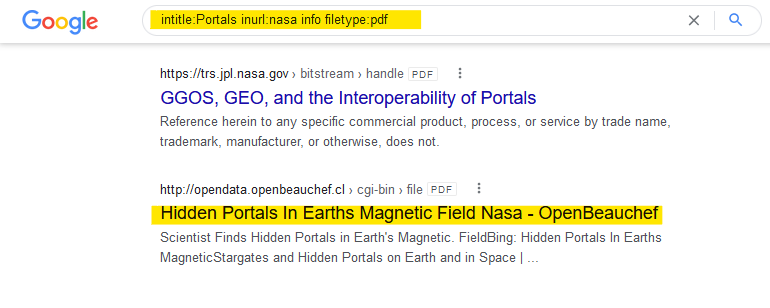 Google
intitle:Portals inurl:nasa info filetype:pdf
https://trs.jpl.nasa.gov › bitstream › handle PDF
GGOS, GEO, and the Interoperability of Portals
Reference herein to any specific commercial product, process, or service by trade name,
trademark, manufacturer, or otherwise, does not.
http://opendata.openbeauchef.cl › cgi-bin › file PDF
Hidden Portals In Earths Magnetic Field Nasa - OpenBeauchef
Scientist Finds Hidden Portals in Earth's Magnetic. FieldBing: Hidden Portals In Earths
MagneticStargates and Hidden Portals on Earth and in Space | ...